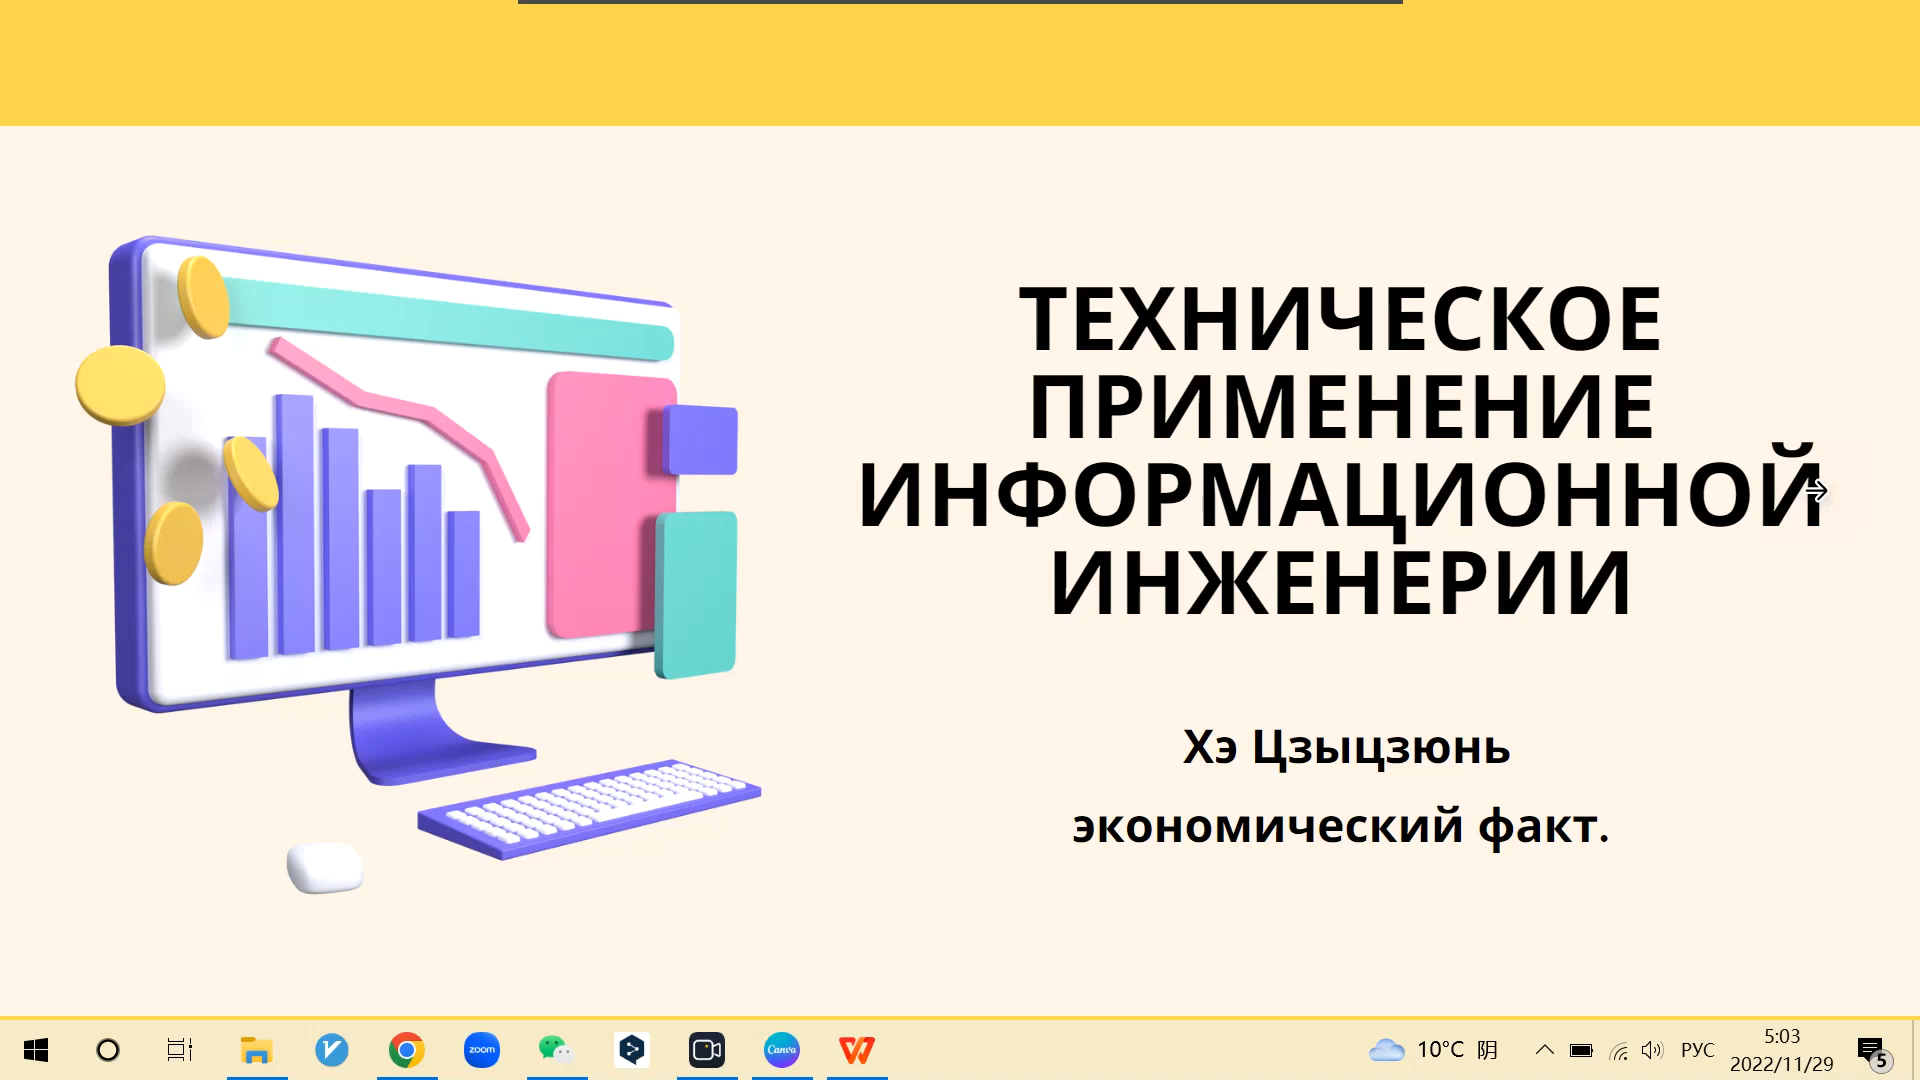 ТЕХНИЧЕСКОЕ
ПРИМЕНЕНИЕ
ИНФОРМАЦИОННОЙ
ИНЖЕНЕРИИ
Хэ Цзыцзюнь
экономический факт.
zoom
Canva
10°C 阴
РУС
5:03
2022/11/29
5